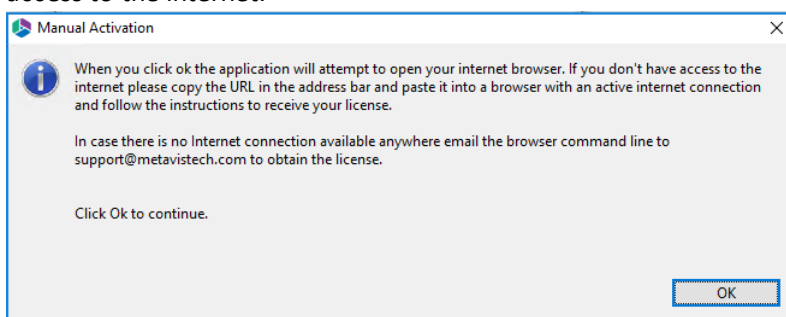 access to the internet.
Manual Activation
When you click ok the application will attempt to open your internet browser. If you don't have access to the
internet please copy the URL in the address bar and paste it into a browser with an active internet connection
and follow the instructions to receive your license.
In case there is no Internet connection available anywhere email the browser command line to
support@metavistech.com to obtain the license.
Click Ok to continue.
OK